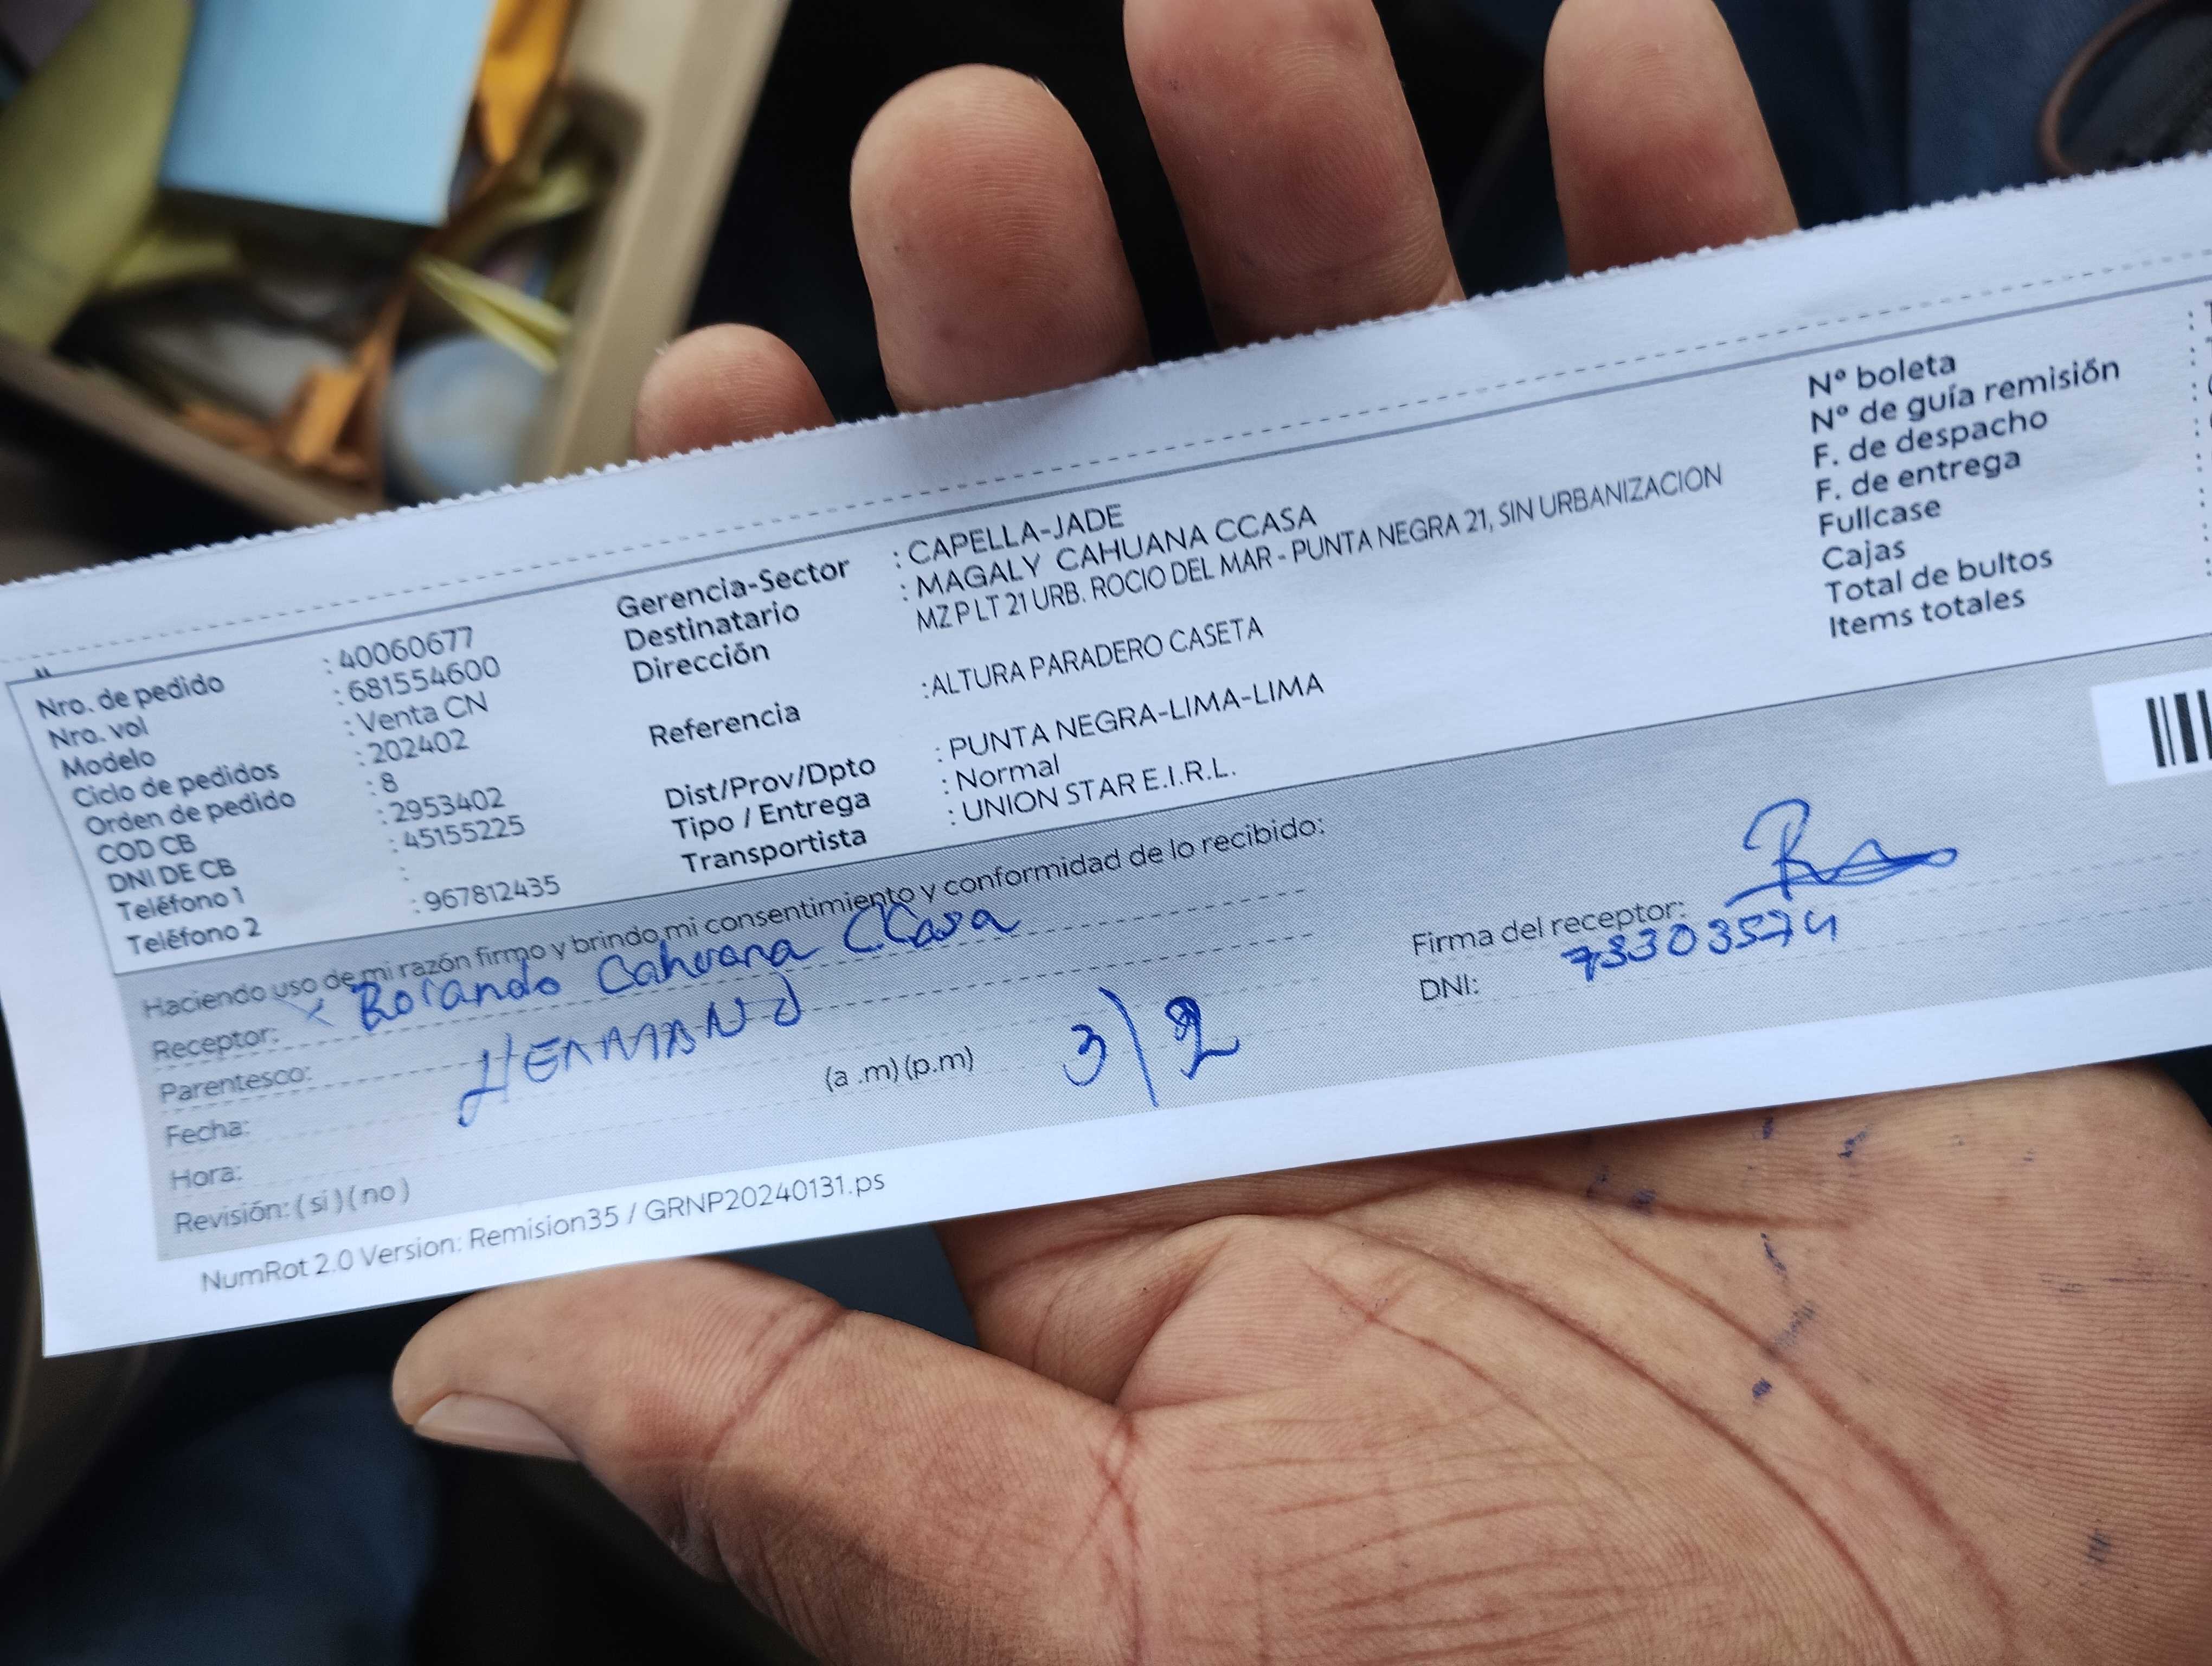 Nro. de pedido : 40060677
Nro. vol : 681554600
Modelo : Venta CN
Ciclo de pedidos : 202402
Orden de pedido : 8
COD CB : 2953402
DNI DE CB : 45155225
Teléfono 1 :
Teléfono 2 : 967812435
Gerencia-Sector : CAPELLA-JADE
Destinatario : MAGALY CAHUANA CCASA
Dirección MZ P LT 21 URB. ROCIO DEL MAR - PUNTA NEGRA 21, SIN URBANIZACION
Referencia :ALTURA PARADERO CASETA
Dist/Prov/Dpto : PUNTA NEGRA-LIMA-LIMA
Tipo / Entrega : Normal
Transportista : UNION STAR E.I.R.L.
Nº boleta :
Nº de guía remisión :
F. de despacho :
F. de entrega :
Fullcase :
Cajas :
Total de bultos :
Items totales :
Haciendo uso de mi razón firmo y brindo mi consentimiento y conformidad de lo recibido:
Receptor: x Rolando Cahuana CCasa
Parentesco: HERMANO
Fecha:
Hora: (a .m) (p.m) 3|2
Revisión: ( si ) ( no )
Firma del receptor:
DNI: 73303574
NumRot 2.0 Version: Remision35 / GRNP20240131.ps